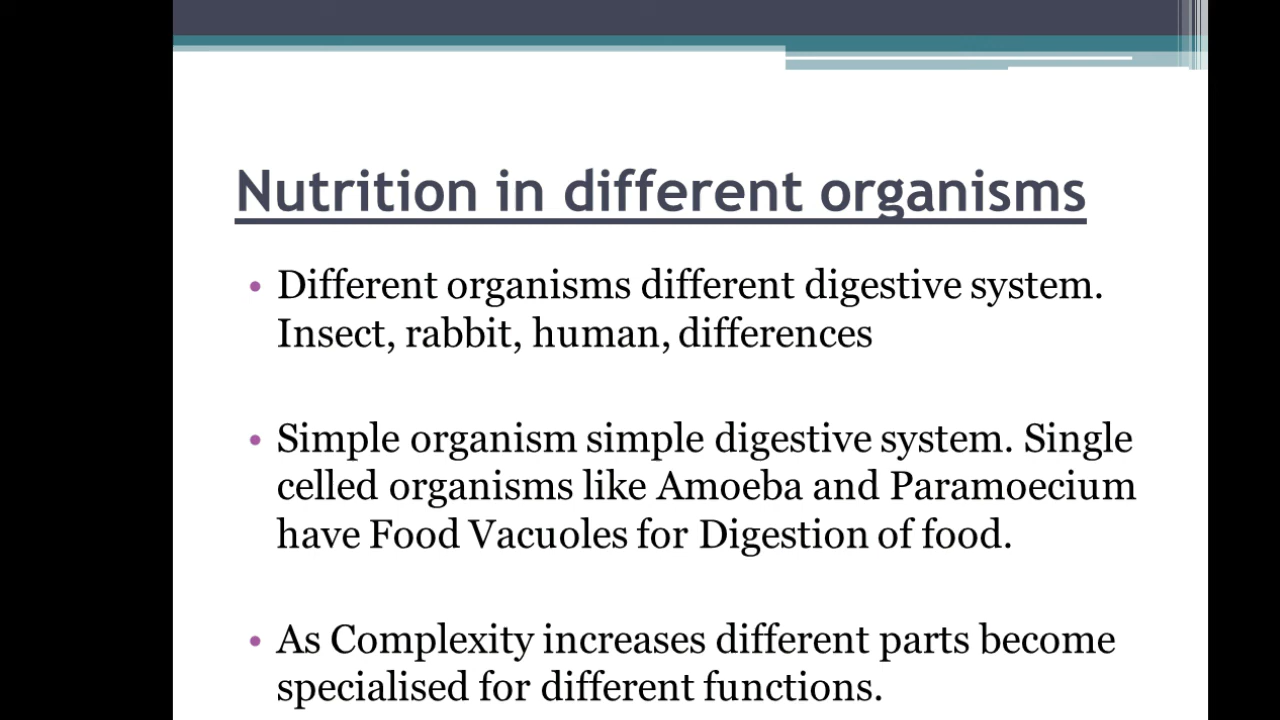 Nutrition in different organisms
• Different organisms different digestive system.
Insect, rabbit, human, differences
• Simple organism simple digestive system. Single
celled organisms like Amoeba and Paramoecium
have Food Vacuoles for Digestion of food.
• As Complexity increases different parts become
specialised for different functions.